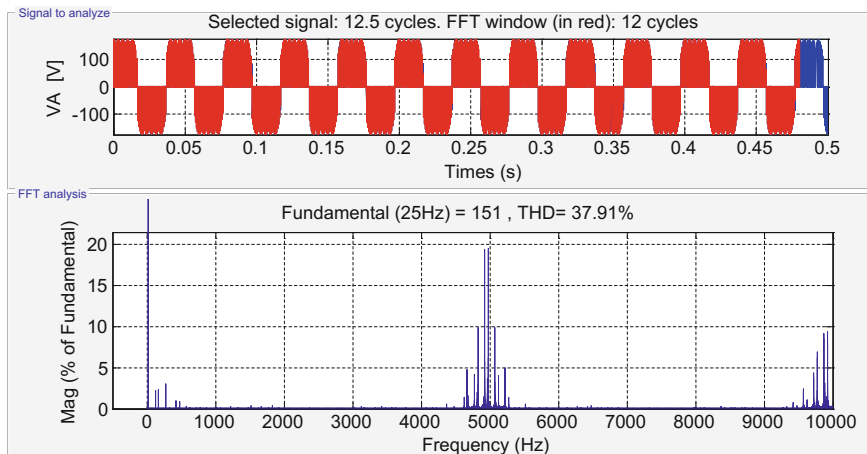 Signal to analyze
Selected signal: 12.5 cycles. FFT window (in red): 12 cycles
VA [V]
100
0
-100
0 0.05 0.1 0.15 0.2 0.25 0.3 0.35 0.4 0.45 0.5
Times (s)
FFT analysis
Fundamental (25Hz) = 151 , THD= 37.91%
Mag (% of Fundamental)
20
15
10
5
0
0 1000 2000 3000 4000 5000 6000 7000 8000 9000 10000
Frequency (Hz)